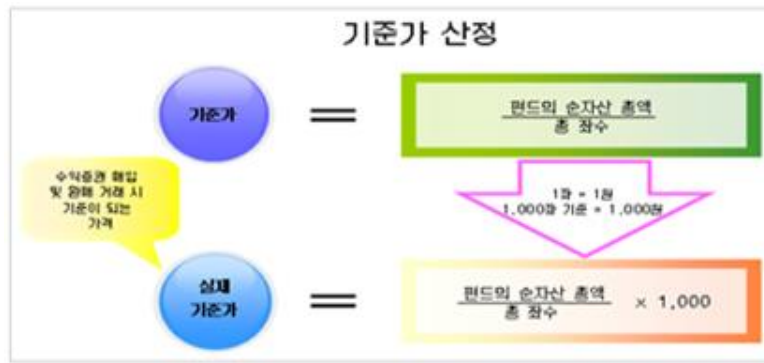 기준가 산정
기준가
=
펀드의 순자산 총액
총 좌수
수익증권 매입
및 환매 거래 시
기준이 되는
가격
1좌 = 1원
1,000좌 기준 = 1,000원
실제
기준가
=
펀드의 순자산 총액
총 좌수
× 1,000